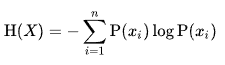 H(X) = − ∑_{i=1}^{n} P(x_i) log P(x_i)